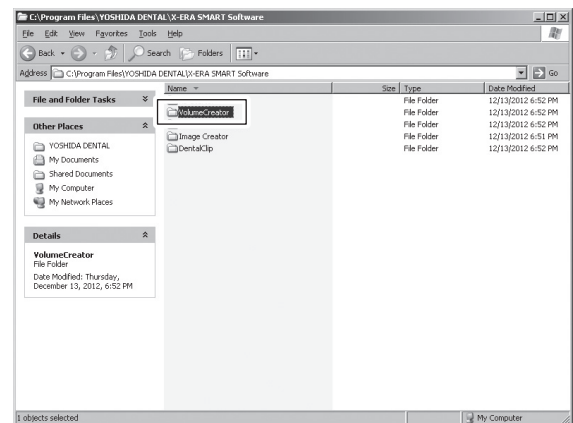 C:\Program Files\YOSHIDA DENTAL\X-ERA SMART Software
File Edit View Favorites Tools Help
Back Search Folders
Address C:\Program Files\YOSHIDA DENTAL\X-ERA SMART Software Go
Name Size Type Date Modified
File and Folder Tasks
File Folder 12/13/2012 6:52 PM
VolumeCreator File Folder 12/13/2012 6:52 PM
File Folder 12/13/2012 6:52 PM
Image Creator File Folder 12/13/2012 6:51 PM
DentalClip File Folder 12/13/2012 6:52 PM
Other Places
YOSHIDA DENTAL
My Documents
Shared Documents
My Computer
My Network Places
Details
VolumeCreator
File Folder
Date Modified: Thursday,
December 13, 2012, 6:52 PM
1 objects selected My Computer